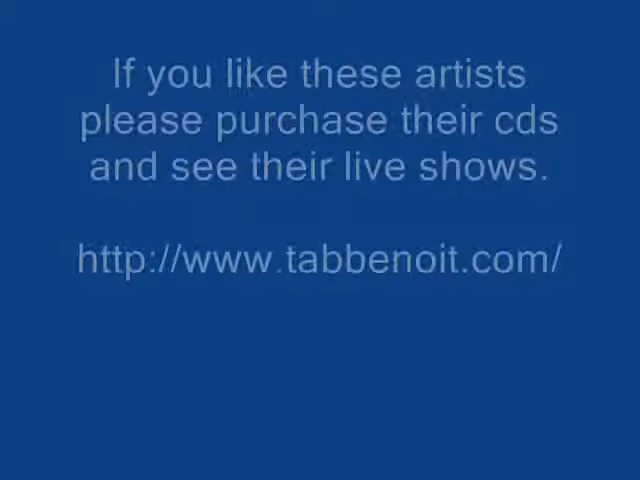 If you like these artists
please purchase their cds
and see their live shows.
http://www.tabbenoit.com/